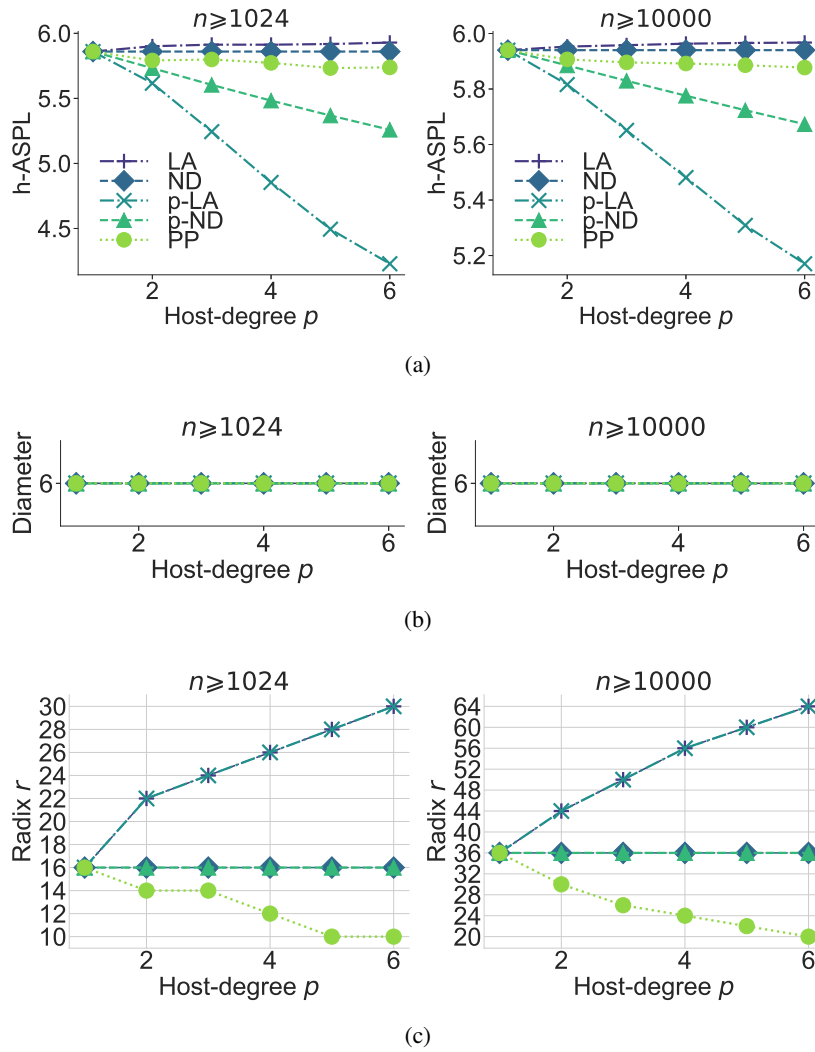 n⩾1024
n⩾10000
h-ASPL
6.0
5.5
5.0
4.5
LA
ND
p-LA
p-ND
PP
2
4
6
Host-degree p
h-ASPL
6.0
5.8
5.6
5.4
5.2
LA
ND
p-LA
p-ND
PP
2
4
6
Host-degree p
(a)
n⩾1024
n⩾10000
Diameter
6
2
4
6
Host-degree p
Diameter
6
2
4
6
Host-degree p
(b)
n⩾1024
n⩾10000
Radix r
30
28
26
24
22
20
18
16
14
12
10
2
4
6
Host-degree p
Radix r
64
60
56
52
48
44
40
36
32
28
24
20
2
4
6
Host-degree p
(c)